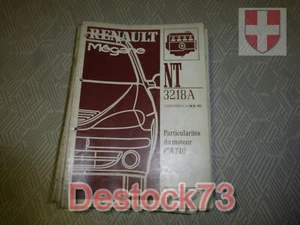 RENAULT
Mégane
NT
3218A
Particularités
du moteur
Destock73